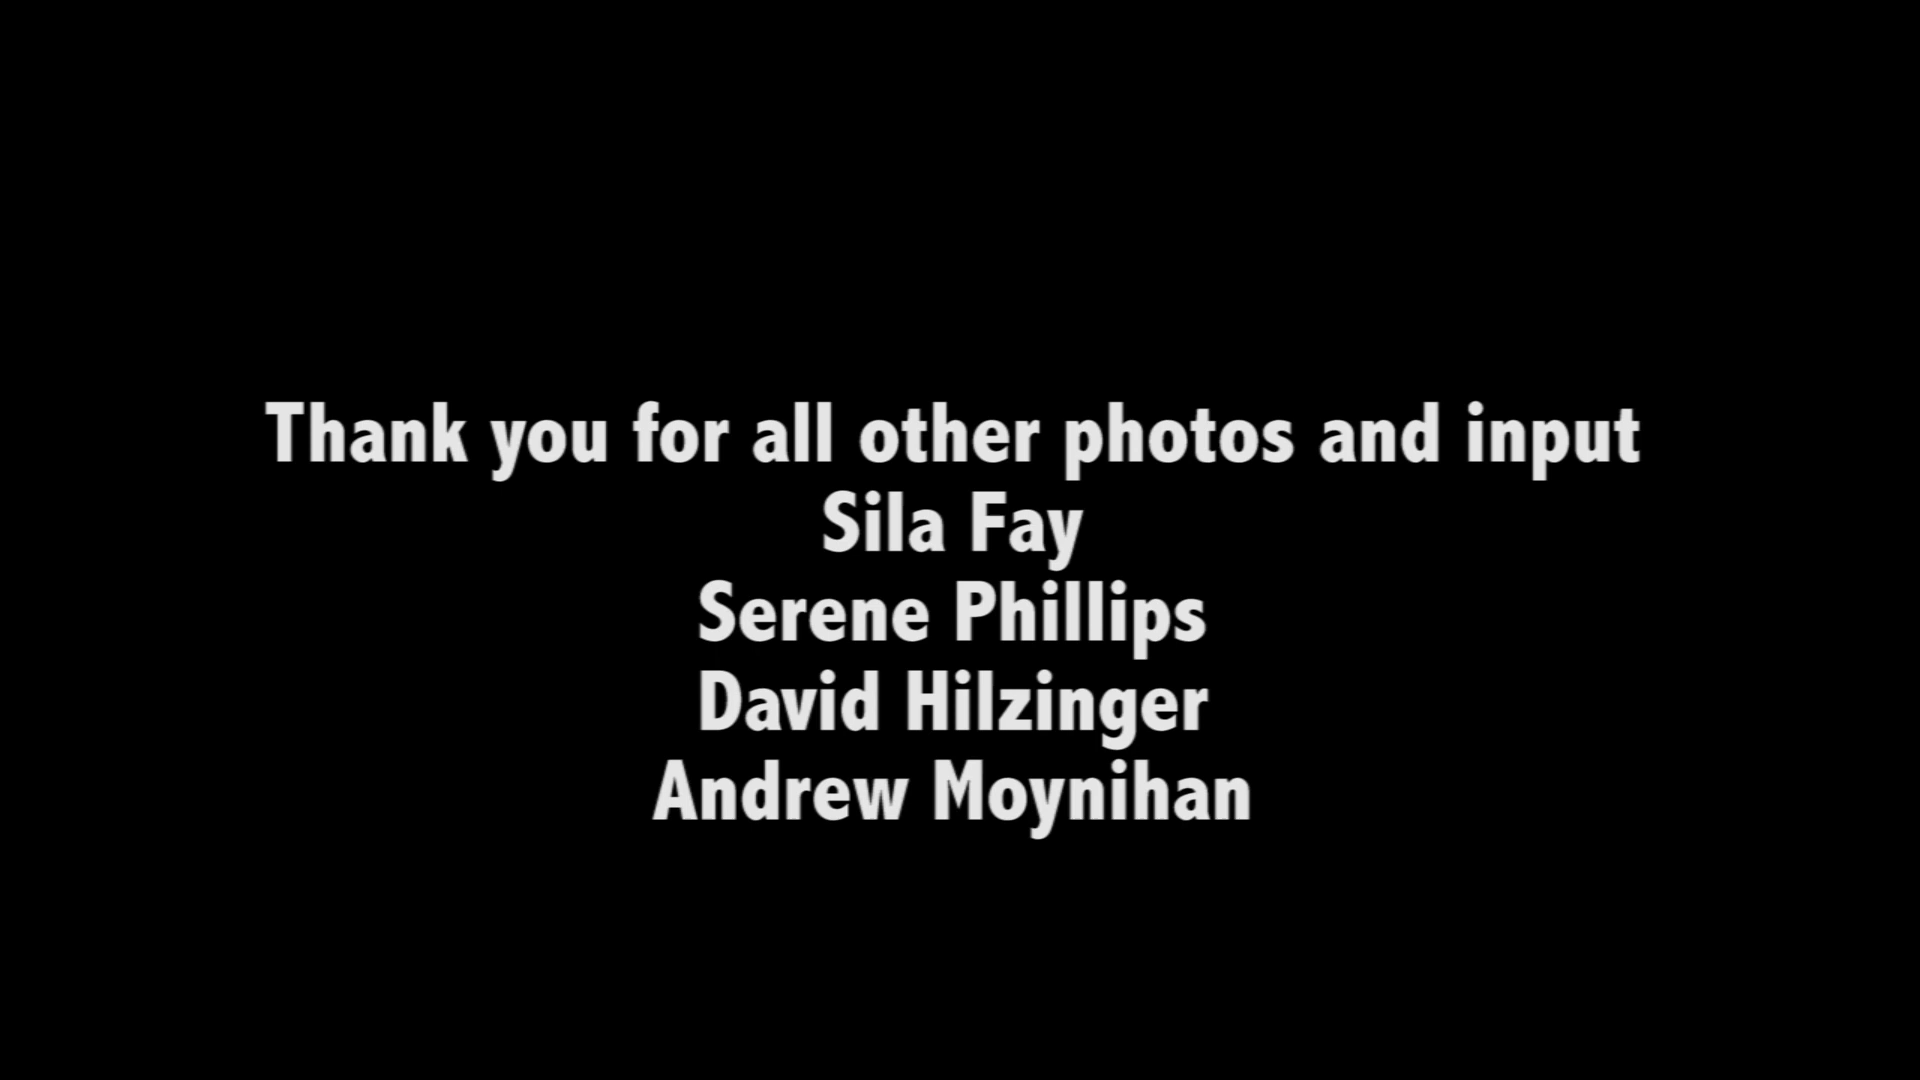 Thank you for all other photos and input
Sila Fay
Serene Phillips
David Hilzinger
Andrew Moynihan